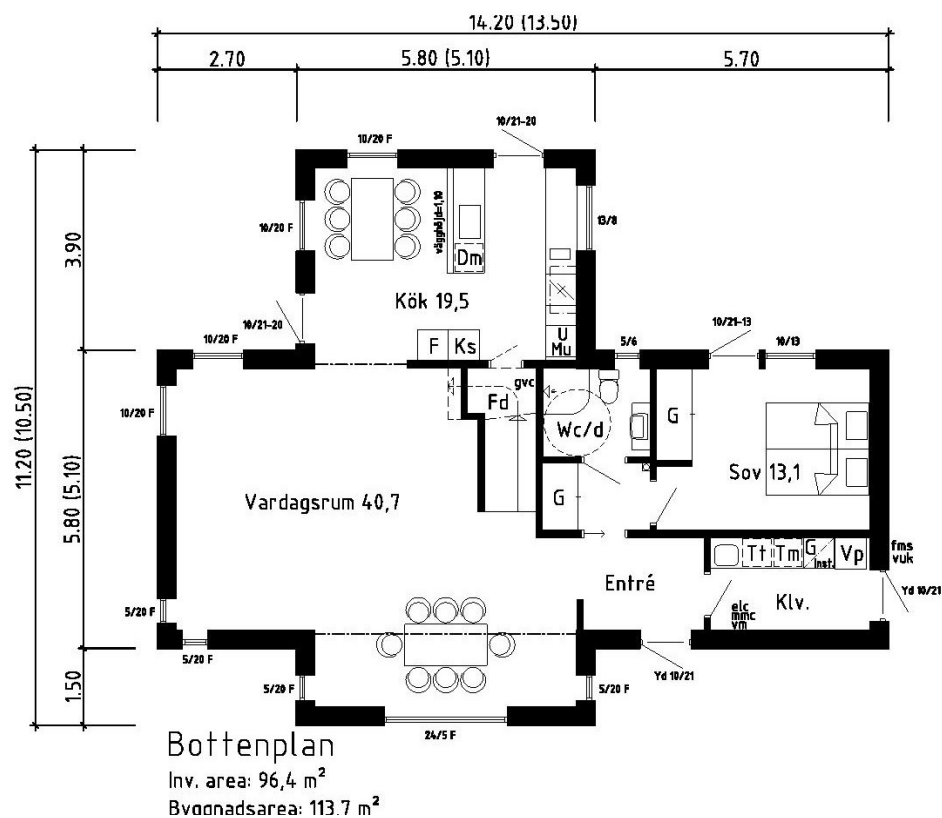 14.20 (13.50)
2.70 5.80 (5.10) 5.70
10/20 F 10/21-20
10/20 F vägghöjd=1,10 13/8
Dm
3.90
Kök 19,5
10/21-20 10/21-13
10/20 F F Ks U Mu 5/6 10/13
gvc
Fd
10/20 F
Wc/d G
11.20 (10.50)
5.80 (5.10)
Vardagsrum 40,7 G Sov 13,1
Tt Tm G inst. Vp fms vuk
Entré Klv. Yd 10/21
elc
mmc
vm
5/20 F
5/20 F Yd 10/21
1.50
5/20 F 5/20 F
24/5 F
Bottenplan
Inv. area: 96,4 m²
Byggnadsarea: 113,7 m²